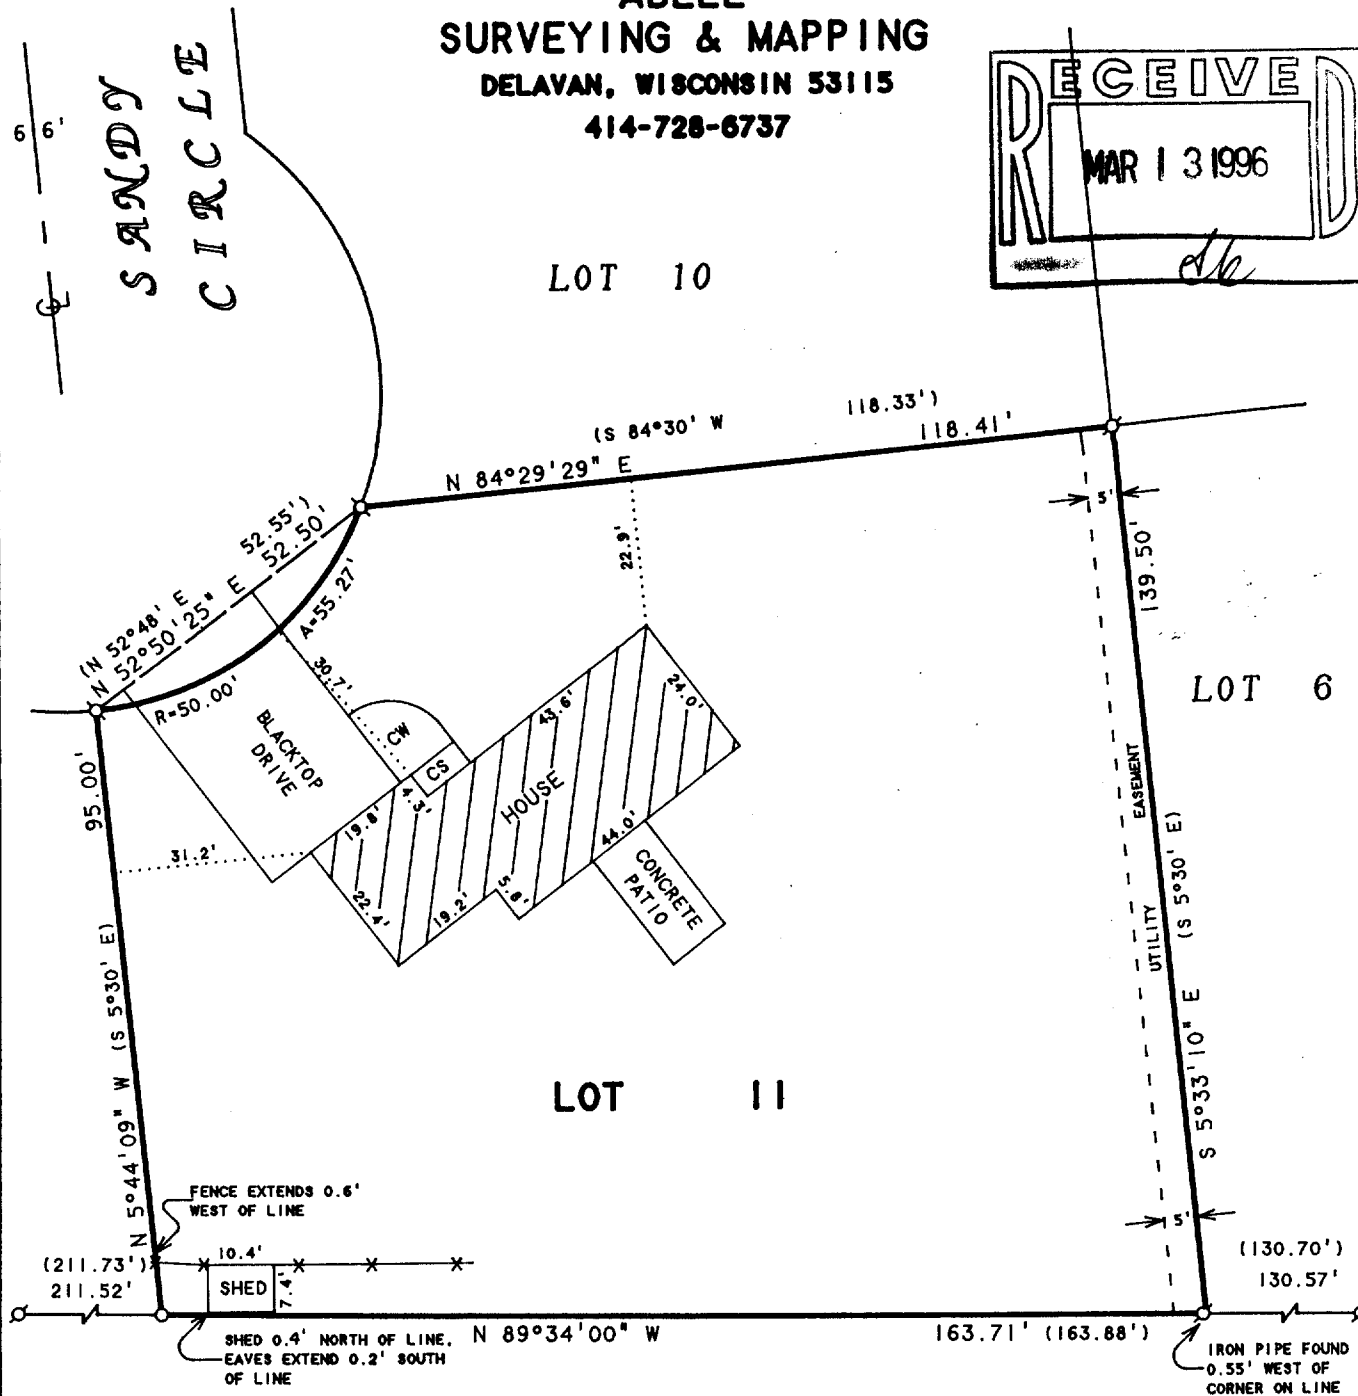 SURVEYING & MAPPING
DELAVAN, WISCONSIN 53115
414-728-6737
RECEIVED
MAR 13 1996
66'
SANDY
CIRCLE
LOT 10
(S 84°30' W 118.33')
N 84°29'29" E 118.41'
(N 52°48' E 52.55')
N 52°50'25" E 52.50'
A=55.27'
R=50.00'
22.9'
5'
139.50'
30.7'
BLACKTOP
DRIVE
CW
CS
43.6'
24.0'
LOT 6
95.00'
31.2'
19.8'
4.3'
HOUSE
44.0'
22.4'
19.2'
5.8'
CONCRETE
PATIO
UTILITY EASEMENT
(S 5°30' E)
S 5°33'10" E
N 5°44'09" W (S 5°30' E)
LOT 11
FENCE EXTENDS 0.6'
WEST OF LINE
5'
(211.73')
211.52'
10.4'
SHED
7.4'
(130.70')
130.57'
SHED 0.4' NORTH OF LINE,
EAVES EXTEND 0.2' SOUTH
OF LINE
N 89°34'00" W
163.71' (163.88')
IRON PIPE FOUND
0.55' WEST OF
CORNER ON LINE